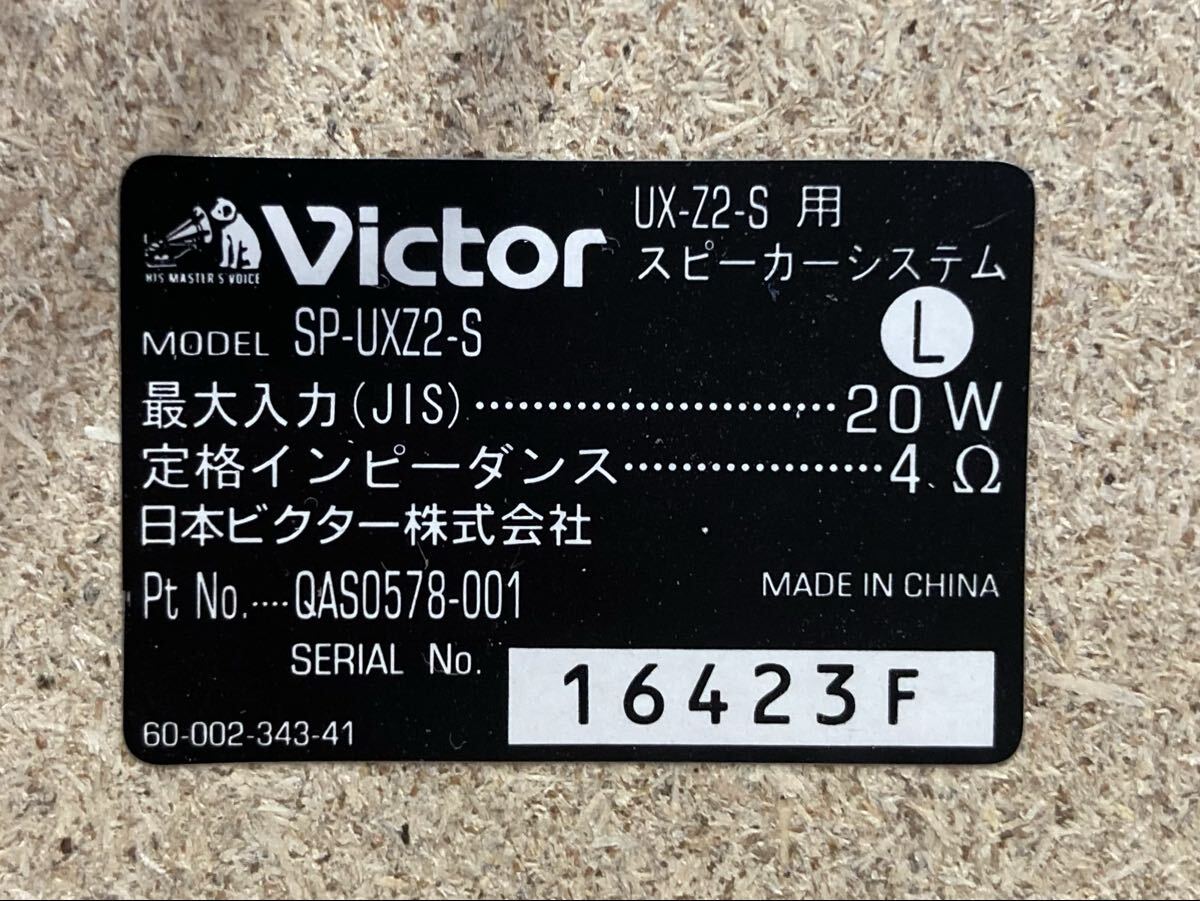 HIS MASTER'S VOICE
Victor
UX-Z2-S 用
スピーカーシステム
MODEL SP-UXZ2-S
L
最大入力(JIS)…………………………20 W
定格インピーダンス…………………4 Ω
日本ビクター株式会社
Pt No.····QAS0578-001
MADE IN CHINA
SERIAL No. 16423F
60-002-343-41